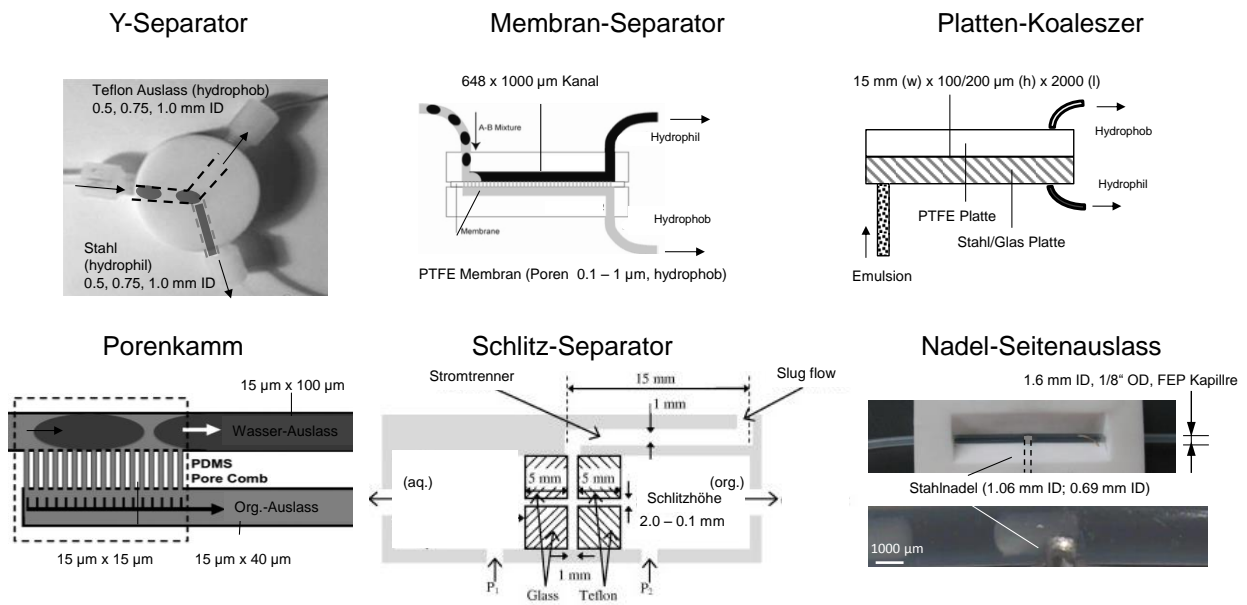 Y-Separator
Teflon Auslass (hydrophob)
0.5, 0.75, 1.0 mm ID
Stahl
(hydrophil)
0.5, 0.75, 1.0 mm ID
Membran-Separator
648 x 1000 µm Kanal
A-B Mixture
Hydrophil
Hydrophob
Membrane
PTFE Membran (Poren 0.1 – 1 µm, hydrophob)
Platten-Koaleszer
15 mm (w) x 100/200 µm (h) x 2000 (l)
Hydrophob
Hydrophil
PTFE Platte
Stahl/Glas Platte
Emulsion
Porenkamm
15 µm x 100 µm
Wasser-Auslass
PDMS
Pore Comb
Org.-Auslass
15 µm x 15 µm
15 µm x 40 µm
Schlitz-Separator
Stromtrenner
15 mm
Slug flow
1 mm
(aq.)
5 mm
5 mm
(org.)
Schlitzhöhe
2.0 – 0.1 mm
1 mm
P1
P2
Glass
Teflon
Nadel-Seitenauslass
1.6 mm ID, 1/8“ OD, FEP Kapillre
Stahlnadel (1.06 mm ID; 0.69 mm ID)
1000 µm